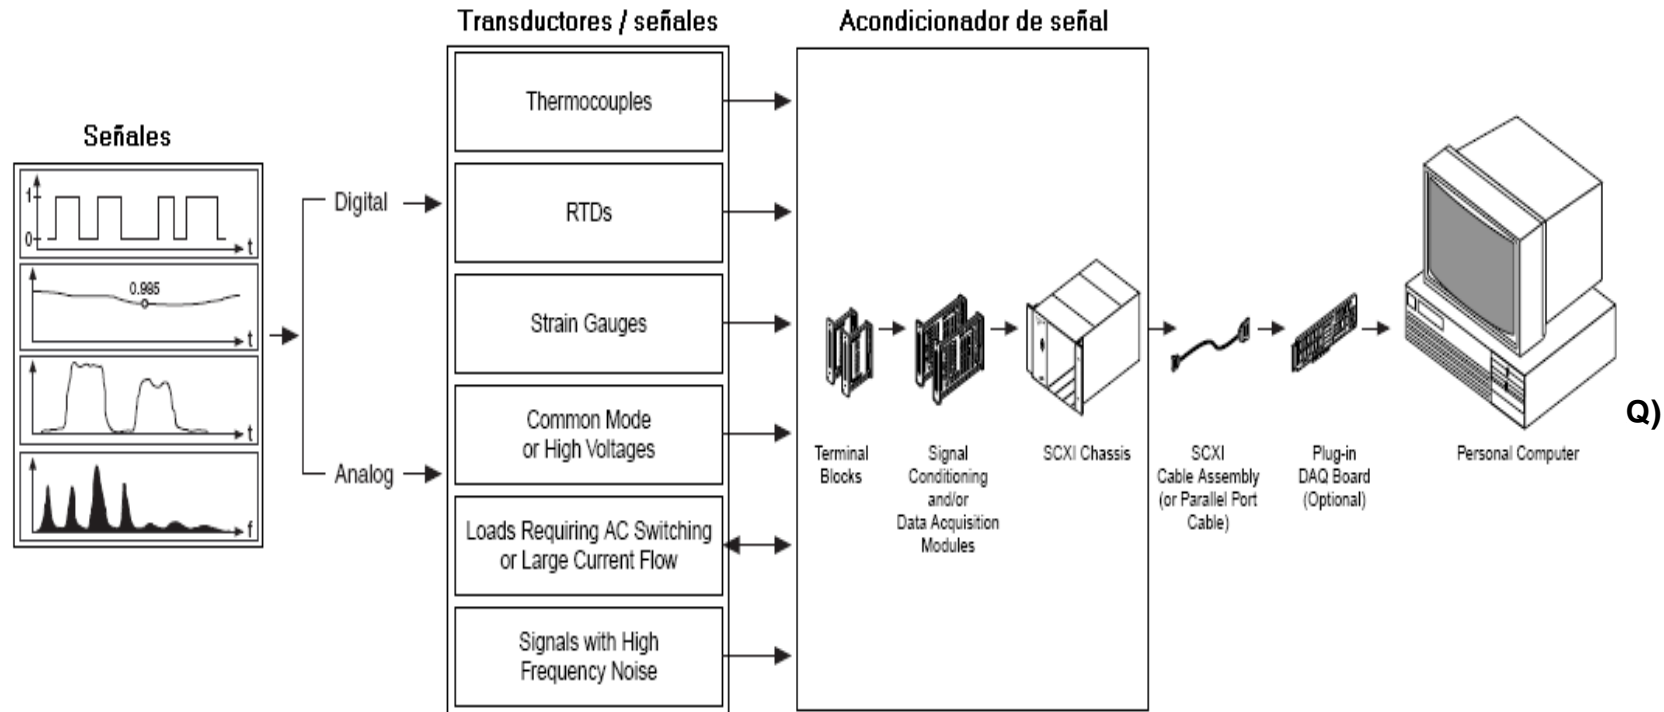 Transductores / señales
Acondicionador de señal
Señales
1
0
t
0.985
t
t
f
Digital
Analog
Thermocouples
RTDs
Strain Gauges
Common Mode
or High Voltages
Loads Requiring AC Switching
or Large Current Flow
Signals with High
Frequency Noise
Terminal
Blocks
Signal
Conditioning
and/or
Data Acquisition
Modules
SCXI Chassis
SCXI
Cable Assembly
(or Parallel Port
Cable)
Plug-in
DAQ Board
(Optional)
Personal Computer
Q)